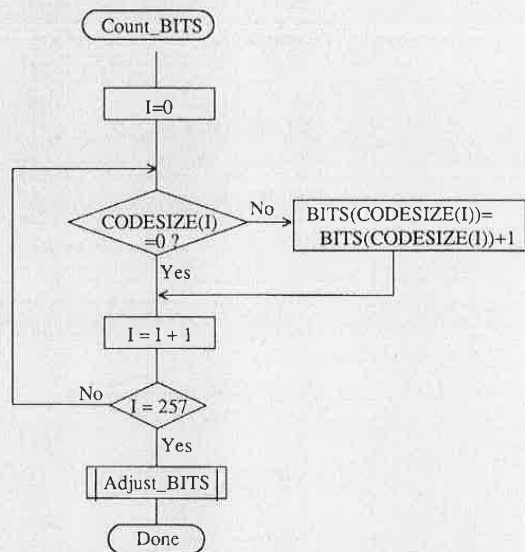 Count_BITS
I=0
CODESIZE(I)
=0 ?
No
BITS(CODESIZE(I))=
BITS(CODESIZE(I))+1
Yes
I = I + 1
No
I = 257
Yes
Adjust_BITS
Done